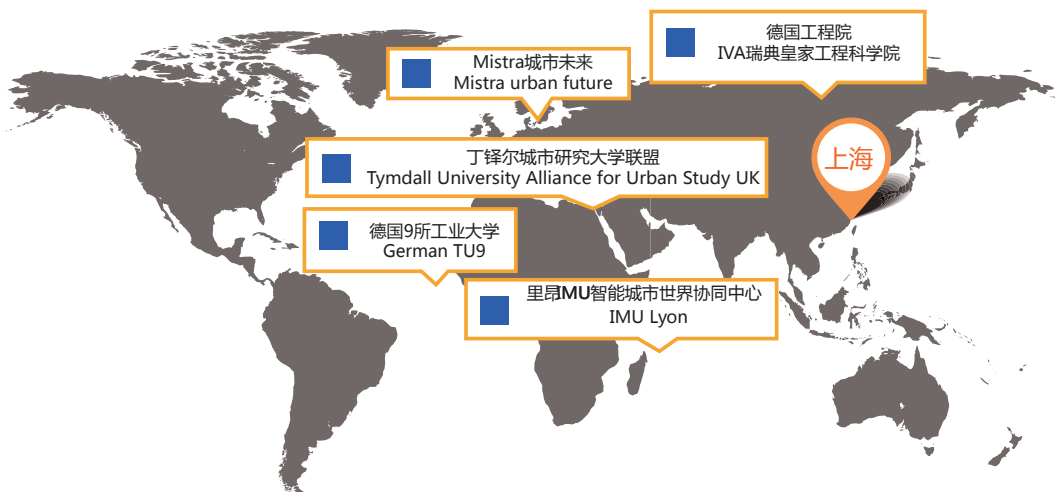 德国工程院
IVA瑞典皇家工程科学院
Mistra城市未来
Mistra urban future
上海
丁铎尔城市研究大学联盟
Tymdall University Alliance for Urban Study UK
德国9所工业大学
German TU9
里昂IMU智能城市世界协同中心
IMU Lyon